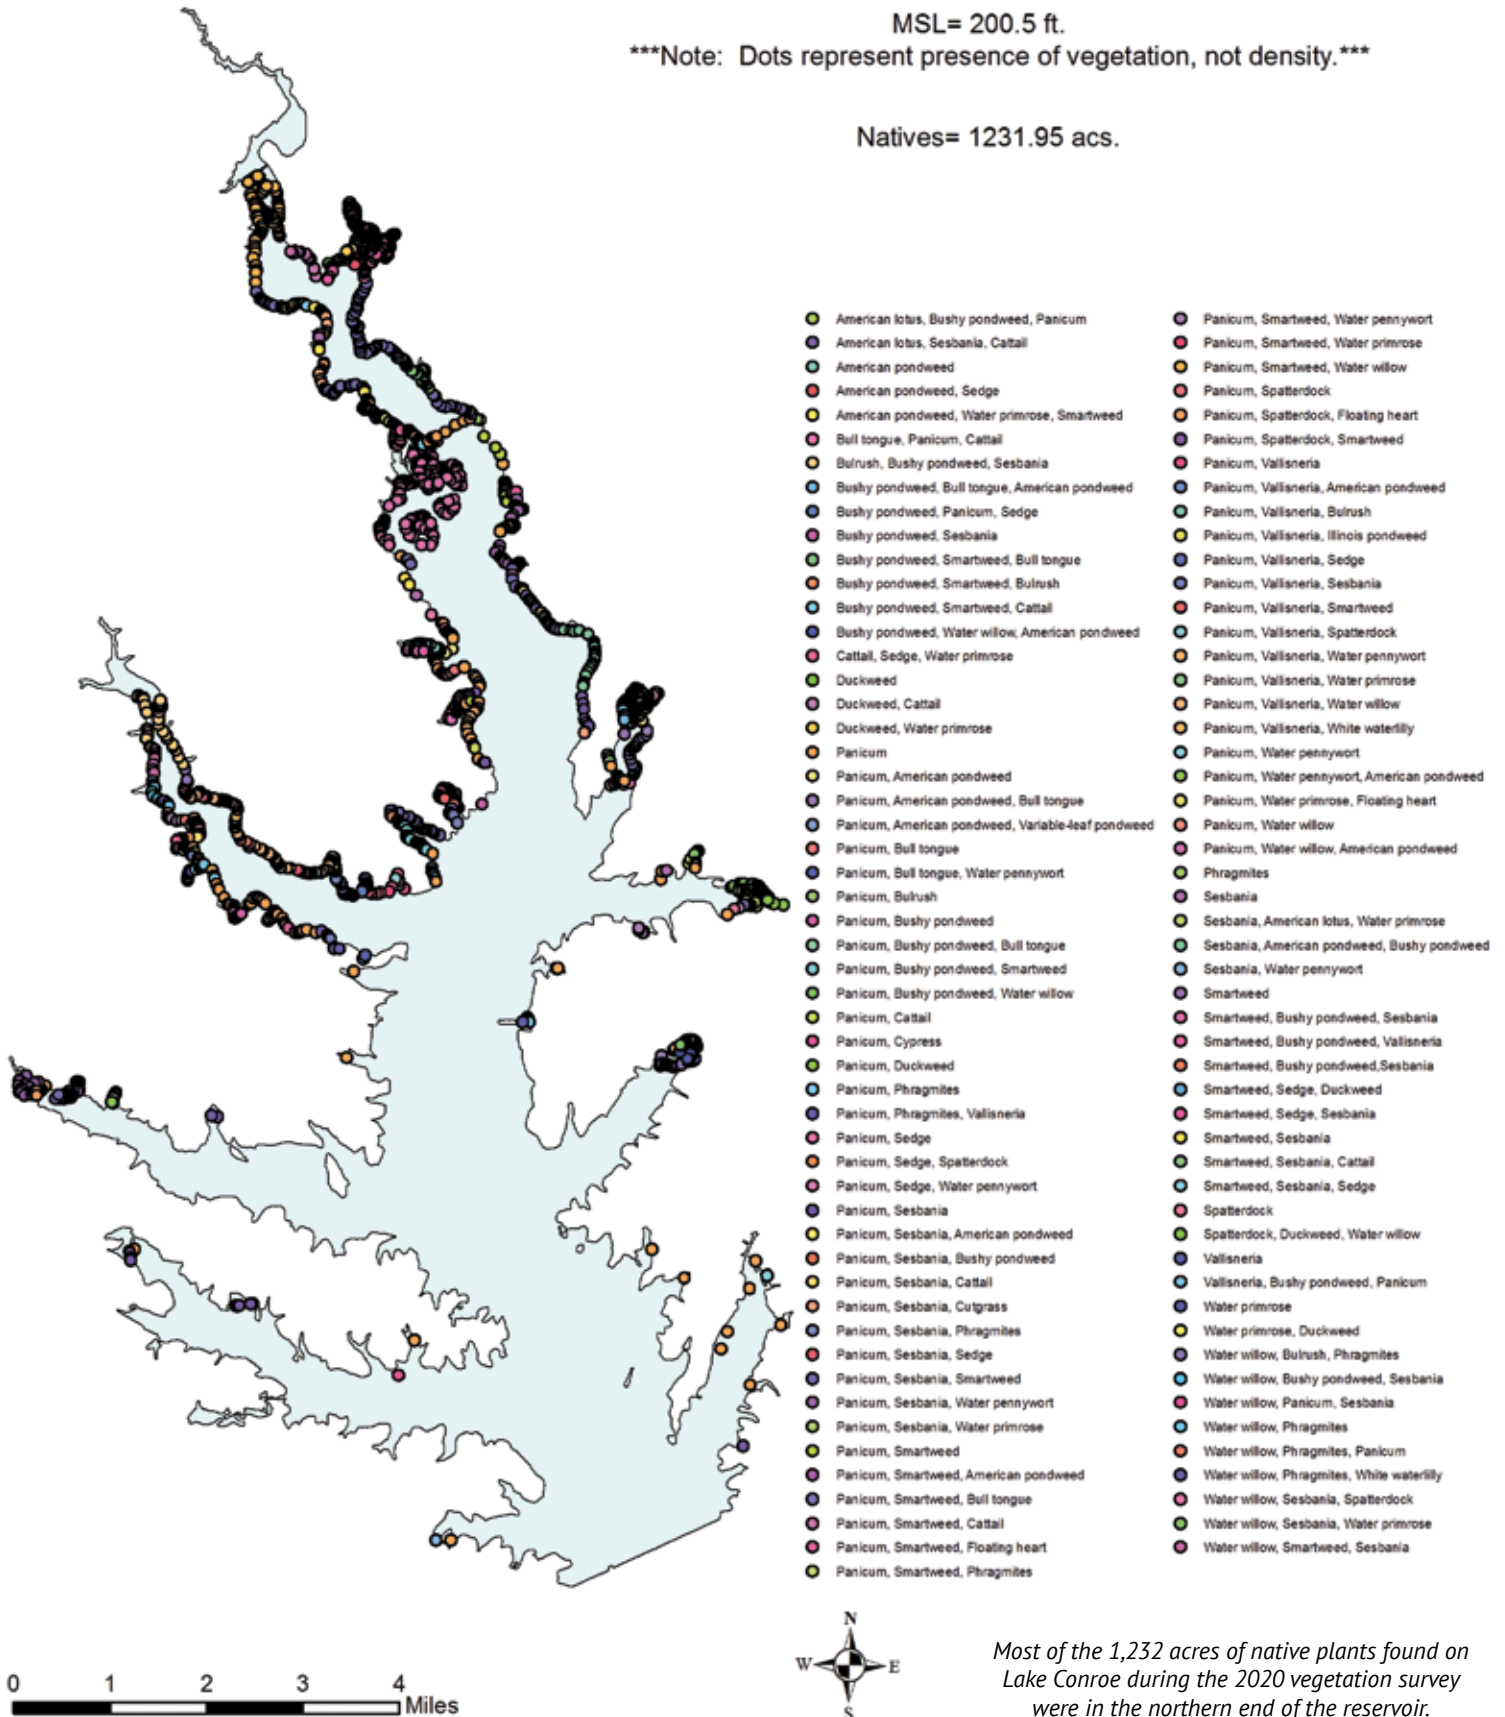 MSL= 200.5 ft.
***Note: Dots represent presence of vegetation, not density.***
Natives= 1231.95 acs.
American lotus, Bushy pondweed, Panicum
American lotus, Sesbania, Cattail
American pondweed
American pondweed, Sedge
American pondweed, Water primrose, Smartweed
Bull tongue, Panicum, Cattail
Bulrush, Bushy pondweed, Sesbania
Bushy pondweed, Bull tongue, American pondweed
Bushy pondweed, Panicum, Sedge
Bushy pondweed, Sesbania
Bushy pondweed, Smartweed, Bull tongue
Bushy pondweed, Smartweed, Bulrush
Bushy pondweed, Smartweed, Cattail
Bushy pondweed, Water willow, American pondweed
Cattail, Sedge, Water primrose
Duckweed
Duckweed, Cattail
Duckweed, Water primrose
Panicum
Panicum, American pondweed
Panicum, American pondweed, Bull tongue
Panicum, American pondweed, Variable-leaf pondweed
Panicum, Bull tongue
Panicum, Bull tongue, Water pennywort
Panicum, Bulrush
Panicum, Bushy pondweed
Panicum, Bushy pondweed, Bull tongue
Panicum, Bushy pondweed, Smartweed
Panicum, Bushy pondweed, Water willow
Panicum, Cattail
Panicum, Cypress
Panicum, Duckweed
Panicum, Phragmites
Panicum, Phragmites, Vallisneria
Panicum, Sedge
Panicum, Sedge, Spatterdock
Panicum, Sedge, Water pennywort
Panicum, Sesbania
Panicum, Sesbania, American pondweed
Panicum, Sesbania, Bushy pondweed
Panicum, Sesbania, Cattail
Panicum, Sesbania, Cutgrass
Panicum, Sesbania, Phragmites
Panicum, Sesbania, Sedge
Panicum, Sesbania, Smartweed
Panicum, Sesbania, Water pennywort
Panicum, Sesbania, Water primrose
Panicum, Smartweed
Panicum, Smartweed, American pondweed
Panicum, Smartweed, Bull tongue
Panicum, Smartweed, Cattail
Panicum, Smartweed, Floating heart
Panicum, Smartweed, Phragmites
Panicum, Smartweed, Water pennywort
Panicum, Smartweed, Water primrose
Panicum, Smartweed, Water willow
Panicum, Spatterdock
Panicum, Spatterdock, Floating heart
Panicum, Spatterdock, Smartweed
Panicum, Vallisneria
Panicum, Vallisneria, American pondweed
Panicum, Vallisneria, Bulrush
Panicum, Vallisneria, Illinois pondweed
Panicum, Vallisneria, Sedge
Panicum, Vallisneria, Sesbania
Panicum, Vallisneria, Smartweed
Panicum, Vallisneria, Spatterdock
Panicum, Vallisneria, Water pennywort
Panicum, Vallisneria, Water primrose
Panicum, Vallisneria, Water willow
Panicum, Vallisneria, White waterlilly
Panicum, Water pennywort
Panicum, Water pennywort, American pondweed
Panicum, Water primrose, Floating heart
Panicum, Water willow
Panicum, Water willow, American pondweed
Phragmites
Sesbania
Sesbania, American lotus, Water primrose
Sesbania, American pondweed, Bushy pondweed
Sesbania, Water pennywort
Smartweed
Smartweed, Bushy pondweed, Sesbania
Smartweed, Bushy pondweed, Vallisneria
Smartweed, Bushy pondweed,Sesbania
Smartweed, Sedge, Duckweed
Smartweed, Sedge, Sesbania
Smartweed, Sesbania
Smartweed, Sesbania, Cattail
Smartweed, Sesbania, Sedge
Spatterdock
Spatterdock, Duckweed, Water willow
Vallisneria
Vallisneria, Bushy pondweed, Panicum
Water primrose
Water primrose, Duckweed
Water willow, Bulrush, Phragmites
Water willow, Bushy pondweed, Sesbania
Water willow, Panicum, Sesbania
Water willow, Phragmites
Water willow, Phragmites, Panicum
Water willow, Phragmites, White waterlilly
Water willow, Sesbania, Spatterdock
Water willow, Sesbania, Water primrose
Water willow, Smartweed, Sesbania
0 1 2 3 4
Miles
N
W E
S
Most of the 1,232 acres of native plants found on
Lake Conroe during the 2020 vegetation survey
were in the northern end of the reservoir.